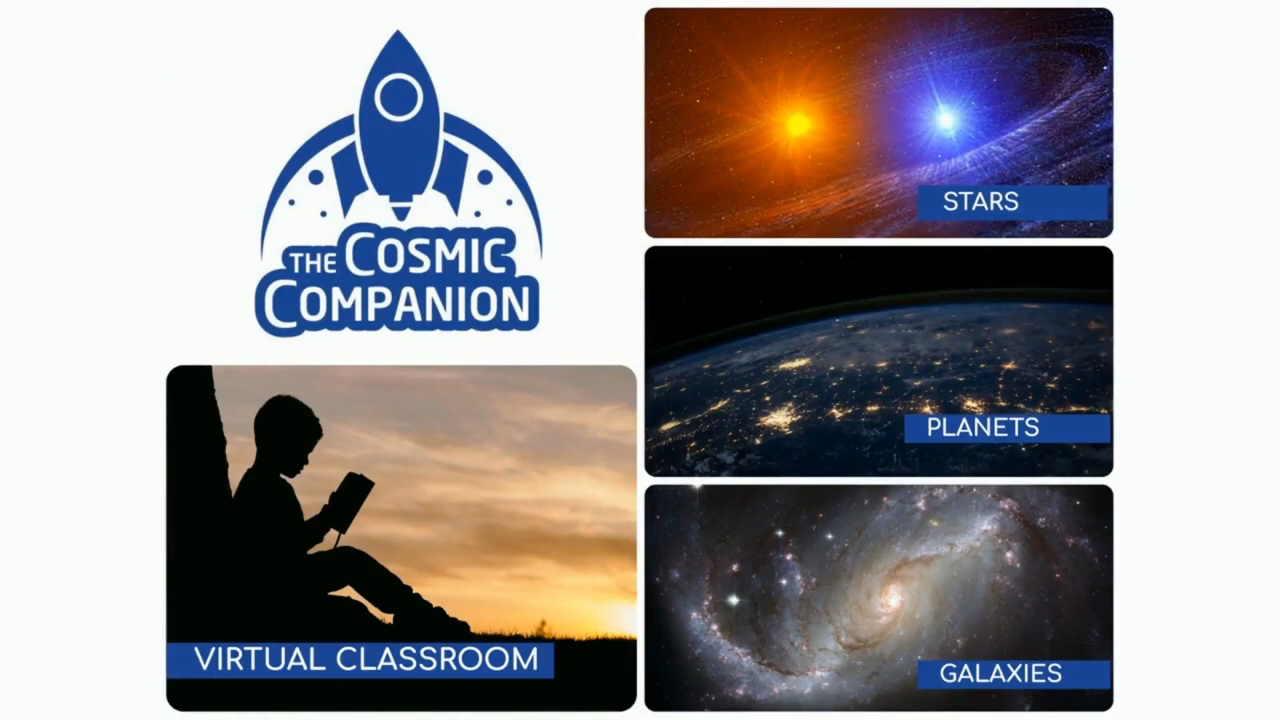 THE COSMIC
COMPANION
VIRTUAL CLASSROOM
STARS
PLANETS
GALAXIES